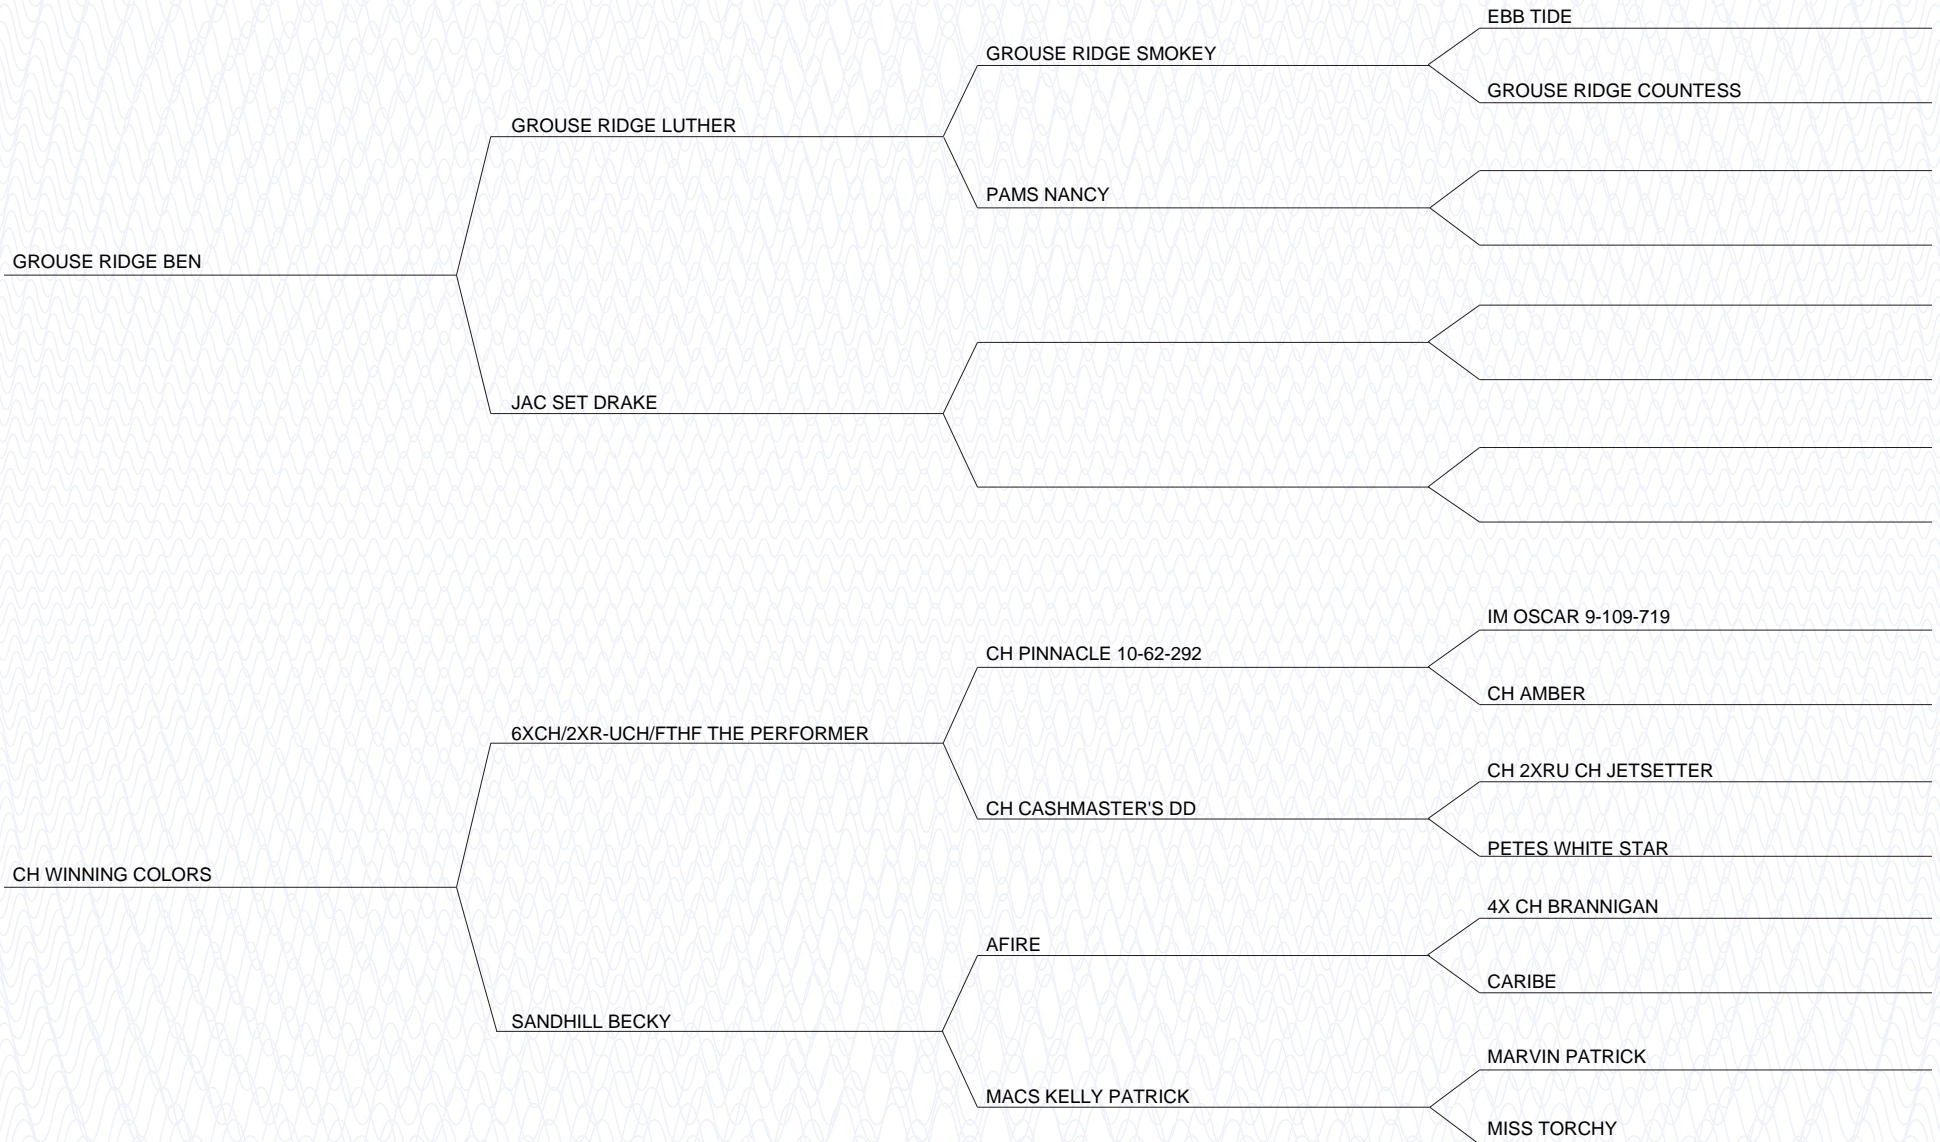 EBB TIDE
GROUSE RIDGE SMOKEY
GROUSE RIDGE COUNTESS
GROUSE RIDGE LUTHER
PAMS NANCY
GROUSE RIDGE BEN
JAC SET DRAKE
IM OSCAR 9-109-719
CH PINNACLE 10-62-292
CH AMBER
6XCH/2XR-UCH/FTHF THE PERFORMER
CH 2XRU CH JETSETTER
CH CASHMASTER'S DD
PETES WHITE STAR
CH WINNING COLORS
4X CH BRANNIGAN
AFIRE
CARIBE
SANDHILL BECKY
MARVIN PATRICK
MACS KELLY PATRICK
MISS TORCHY